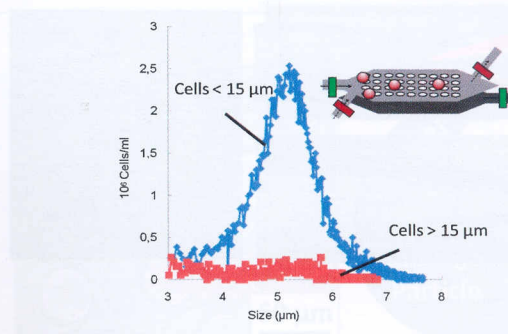 3
2,5
2
1,5
1
0,5
0
3 4 5 6 7 8
10⁶ Cells/ml
Size (µm)
Cells < 15 µm
Cells > 15 µm